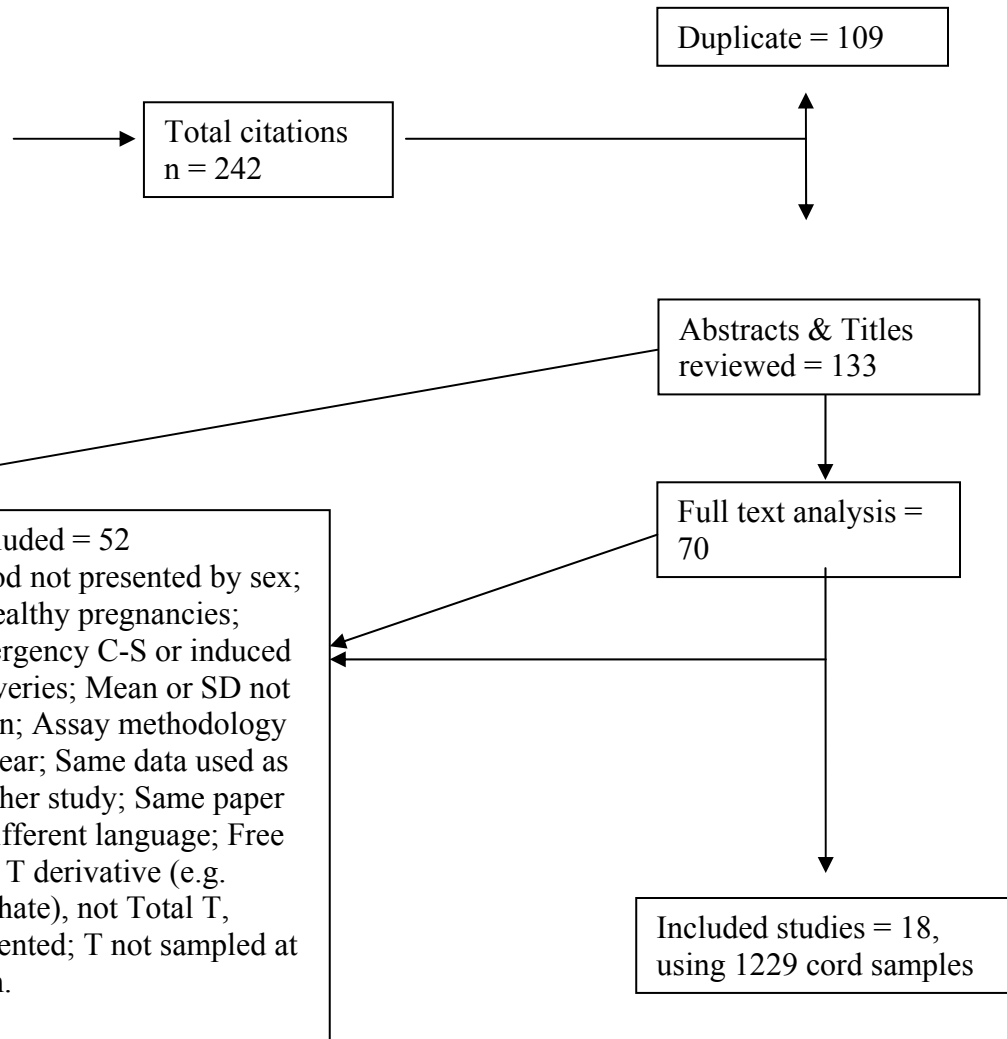 Duplicate = 109
Total citations
n = 242
Abstracts & Titles
reviewed = 133
Full text analysis =
70
luded = 52
od not presented by sex;
ealthy pregnancies;
ergency C-S or induced
veries; Mean or SD not
n; Assay methodology
ear; Same data used as
her study; Same paper
ifferent language; Free
T derivative (e.g.
hate), not Total T,
ented; T not sampled at
n.
Included studies = 18,
using 1229 cord samples